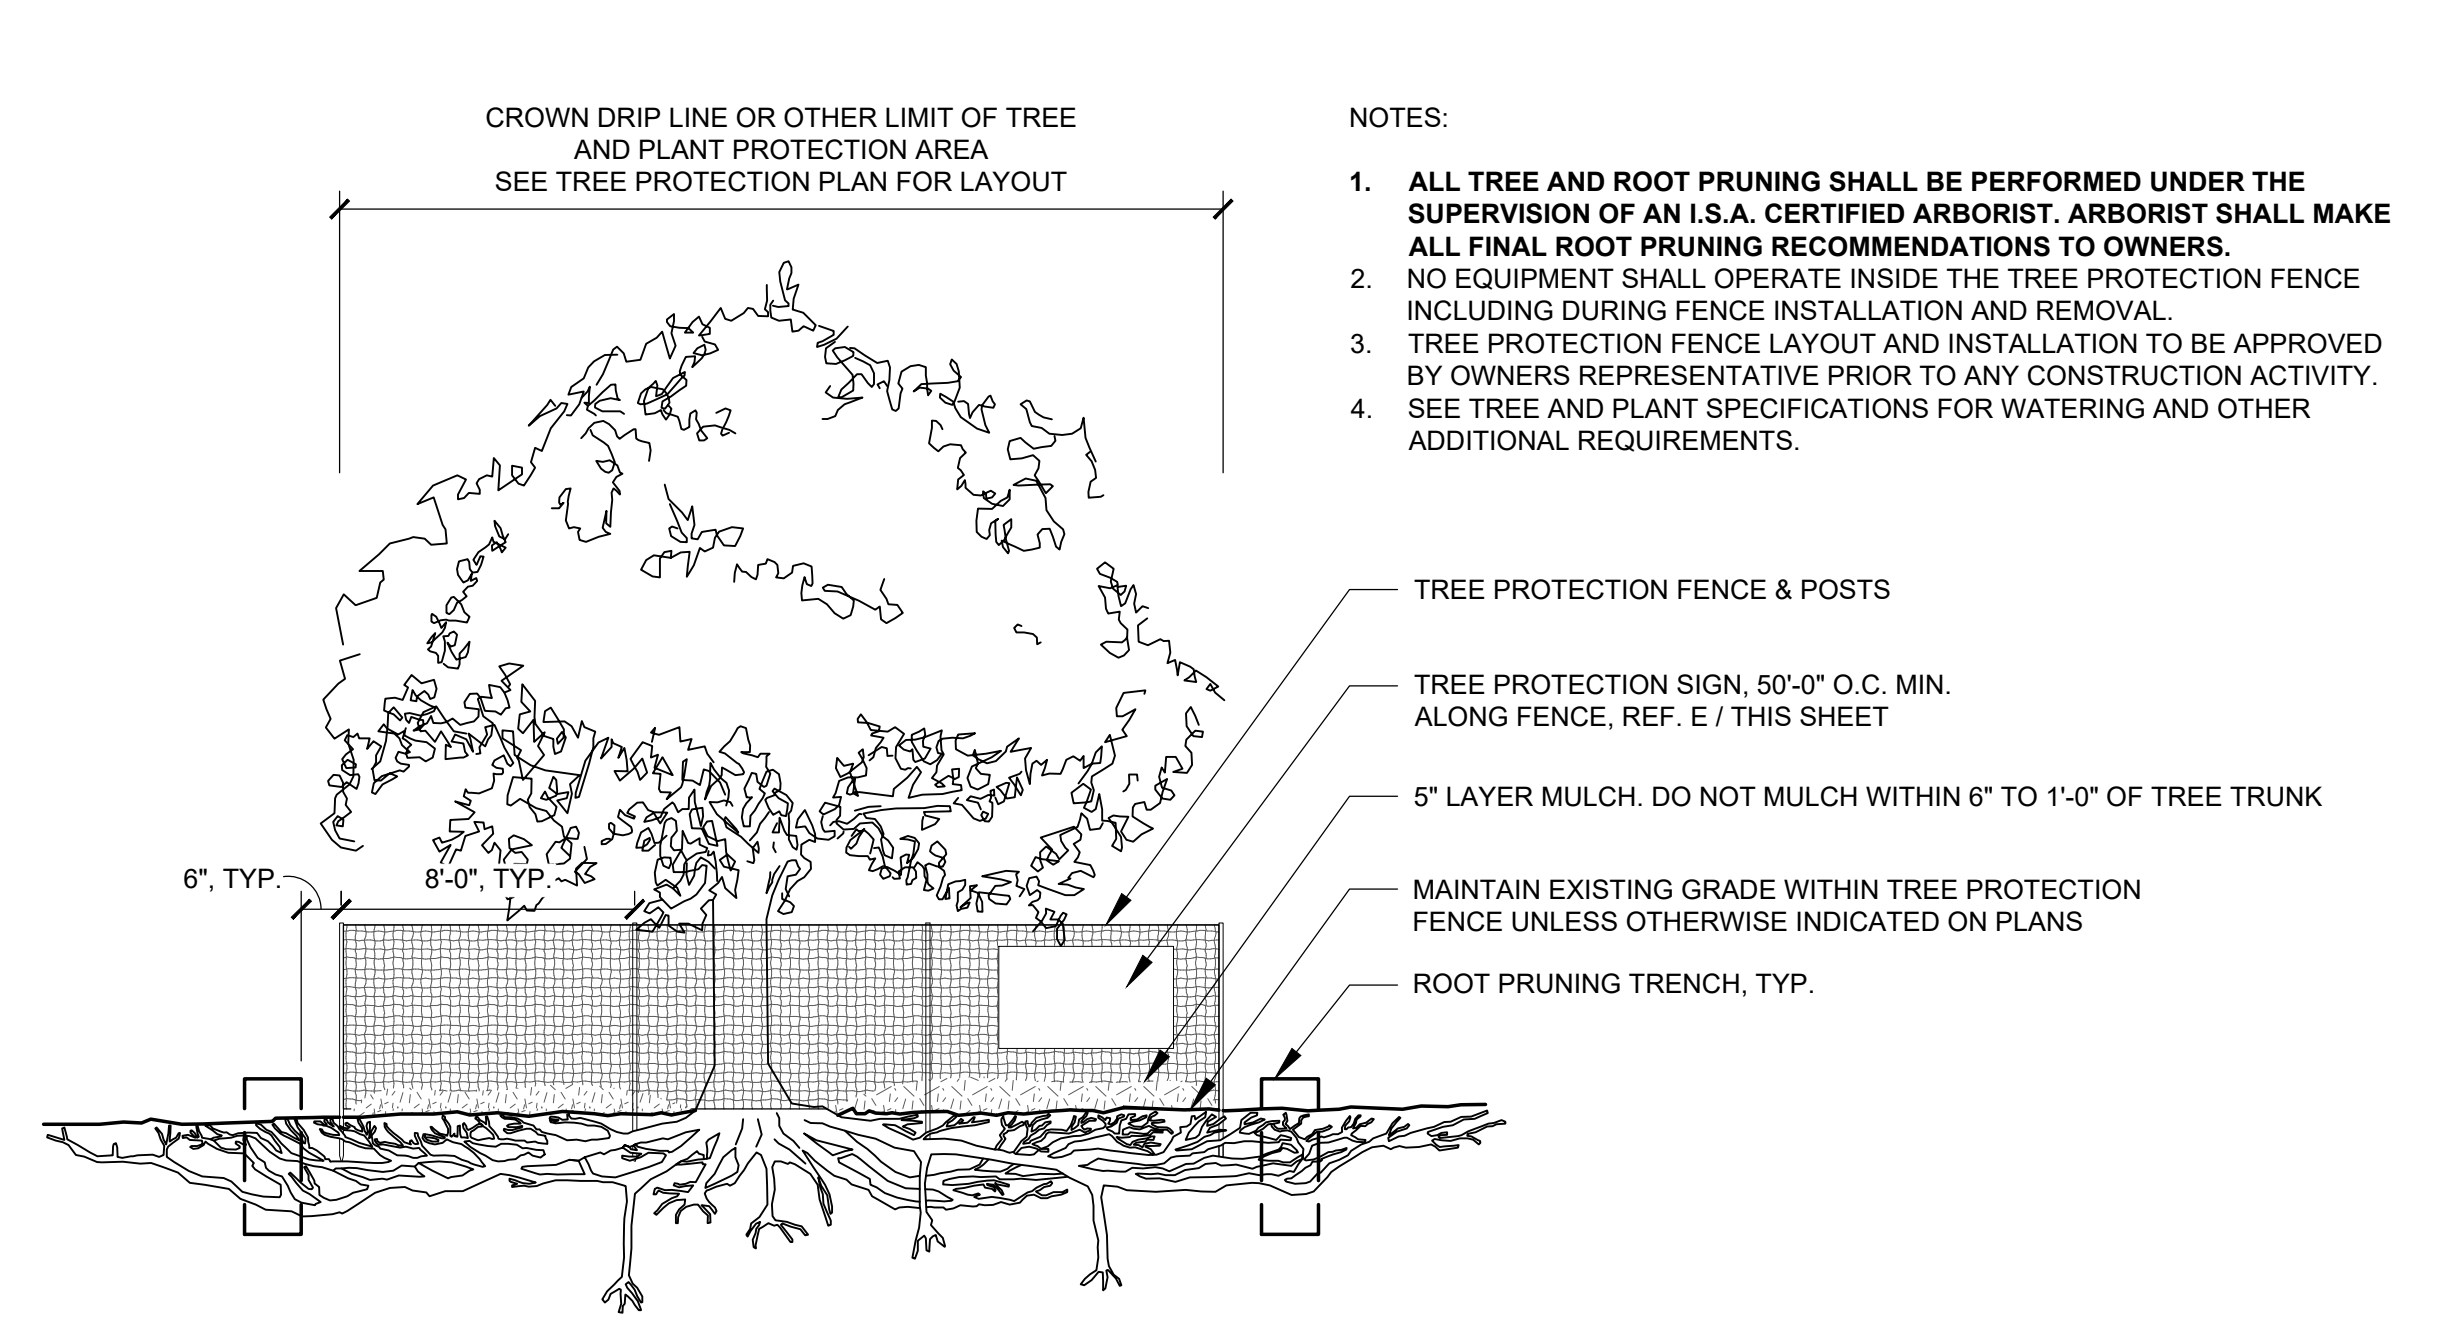 CROWN DRIP LINE OR OTHER LIMIT OF TREE
AND PLANT PROTECTION AREA
SEE TREE PROTECTION PLAN FOR LAYOUT
NOTES:
1. ALL TREE AND ROOT PRUNING SHALL BE PERFORMED UNDER THE
SUPERVISION OF AN I.S.A. CERTIFIED ARBORIST. ARBORIST SHALL MAKE
ALL FINAL ROOT PRUNING RECOMMENDATIONS TO OWNERS.
2. NO EQUIPMENT SHALL OPERATE INSIDE THE TREE PROTECTION FENCE
INCLUDING DURING FENCE INSTALLATION AND REMOVAL.
3. TREE PROTECTION FENCE LAYOUT AND INSTALLATION TO BE APPROVED
BY OWNERS REPRESENTATIVE PRIOR TO ANY CONSTRUCTION ACTIVITY.
4. SEE TREE AND PLANT SPECIFICATIONS FOR WATERING AND OTHER
ADDITIONAL REQUIREMENTS.
TREE PROTECTION FENCE & POSTS
TREE PROTECTION SIGN, 50'-0" O.C. MIN.
ALONG FENCE, REF. E / THIS SHEET
5" LAYER MULCH. DO NOT MULCH WITHIN 6" TO 1'-0" OF TREE TRUNK
6", TYP.
8'-0", TYP.
MAINTAIN EXISTING GRADE WITHIN TREE PROTECTION
FENCE UNLESS OTHERWISE INDICATED ON PLANS
ROOT PRUNING TRENCH, TYP.